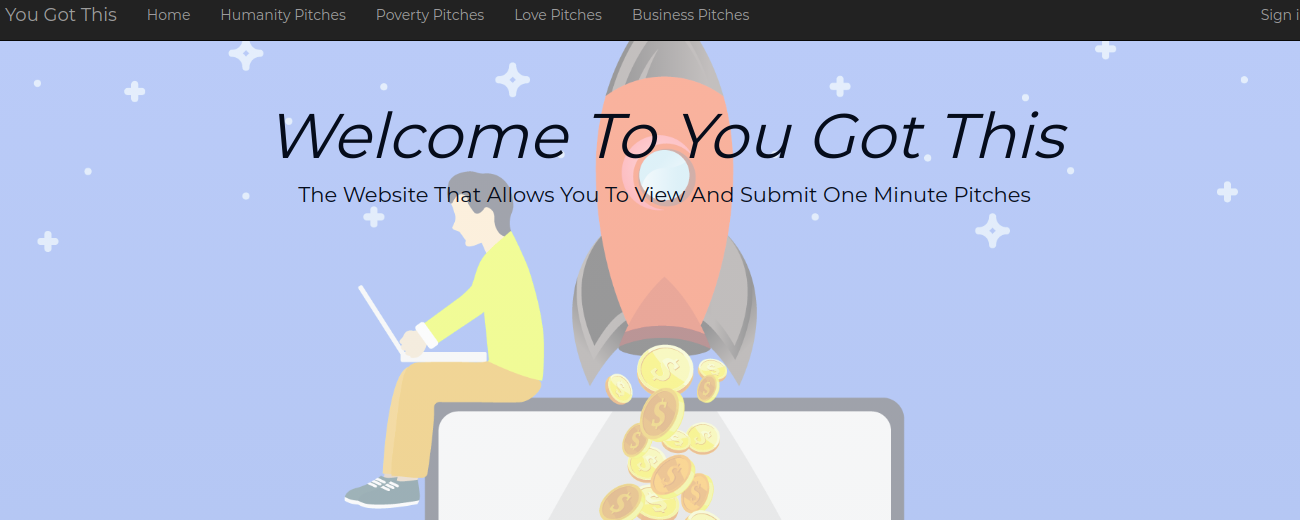 You Got This Home Humanity Pitches Poverty Pitches Love Pitches Business Pitches Sign i
Welcome To You Got This
The Website That Allows You To View And Submit One Minute Pitches